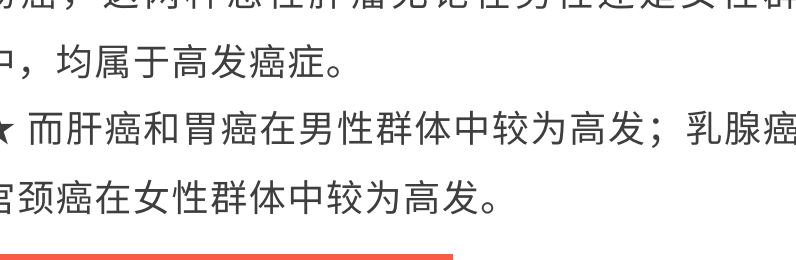 中，均属于高发癌症。
★ 而肝癌和胃癌在男性群体中较为高发；乳腺癌
宫颈癌在女性群体中较为高发。